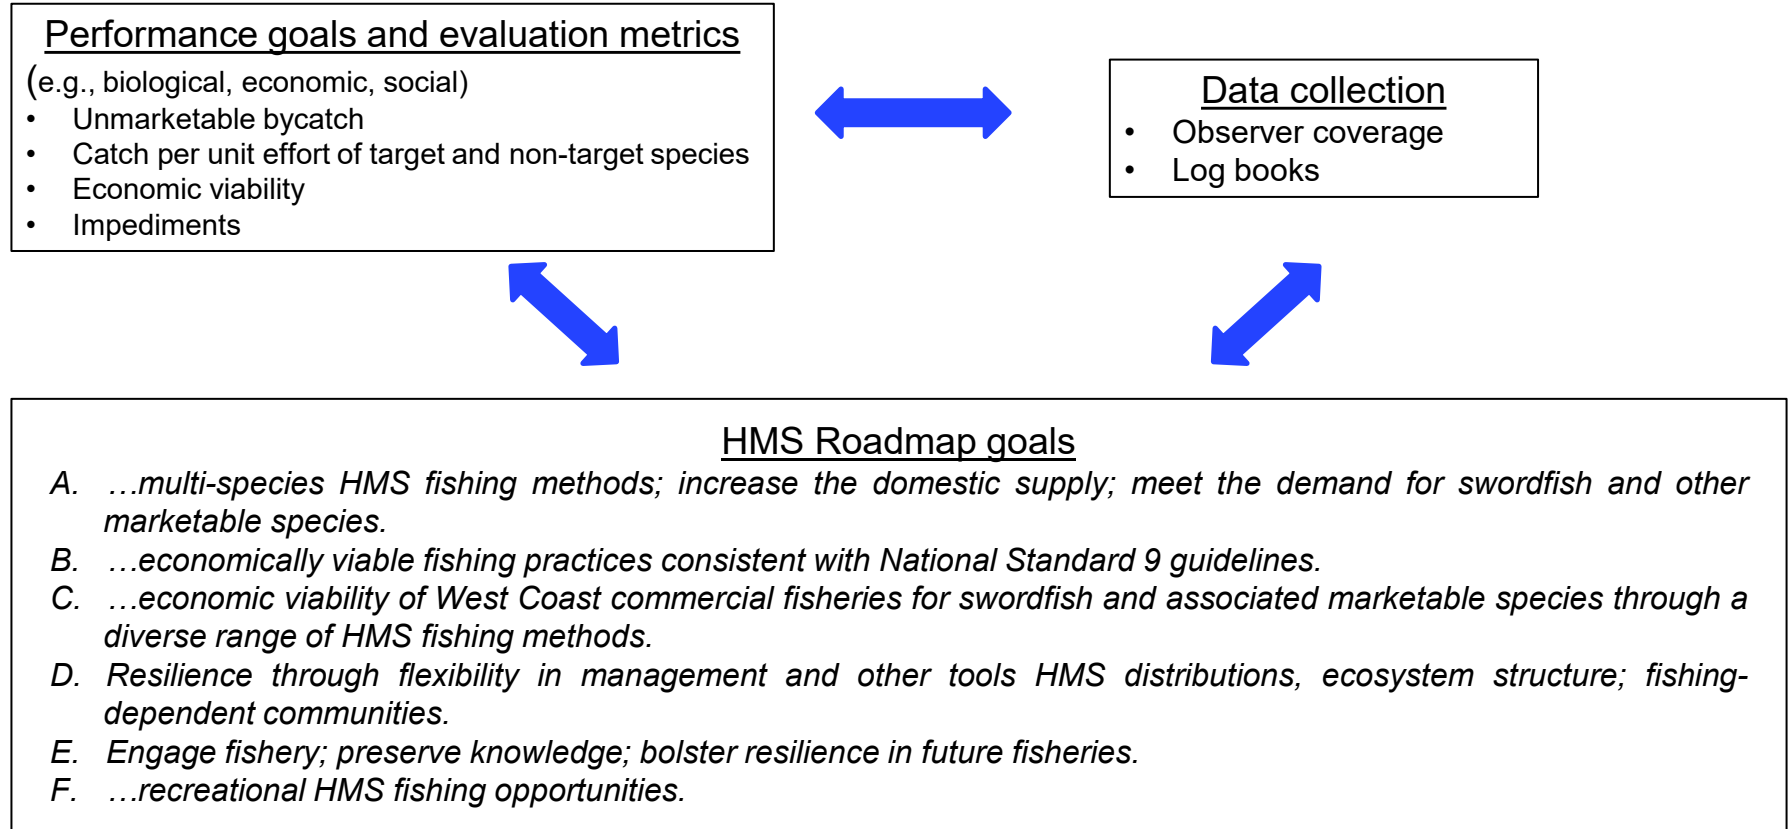 Performance goals and evaluation metrics
(e.g., biological, economic, social)
• Unmarketable bycatch
• Catch per unit effort of target and non-target species
• Economic viability
• Impediments
Data collection
• Observer coverage
• Log books
HMS Roadmap goals
A. …multi-species HMS fishing methods; increase the domestic supply; meet the demand for swordfish and other
marketable species.
B. …economically viable fishing practices consistent with National Standard 9 guidelines.
C. …economic viability of West Coast commercial fisheries for swordfish and associated marketable species through a
diverse range of HMS fishing methods.
D. Resilience through flexibility in management and other tools HMS distributions, ecosystem structure; fishing-
dependent communities.
E. Engage fishery; preserve knowledge; bolster resilience in future fisheries.
F. …recreational HMS fishing opportunities.